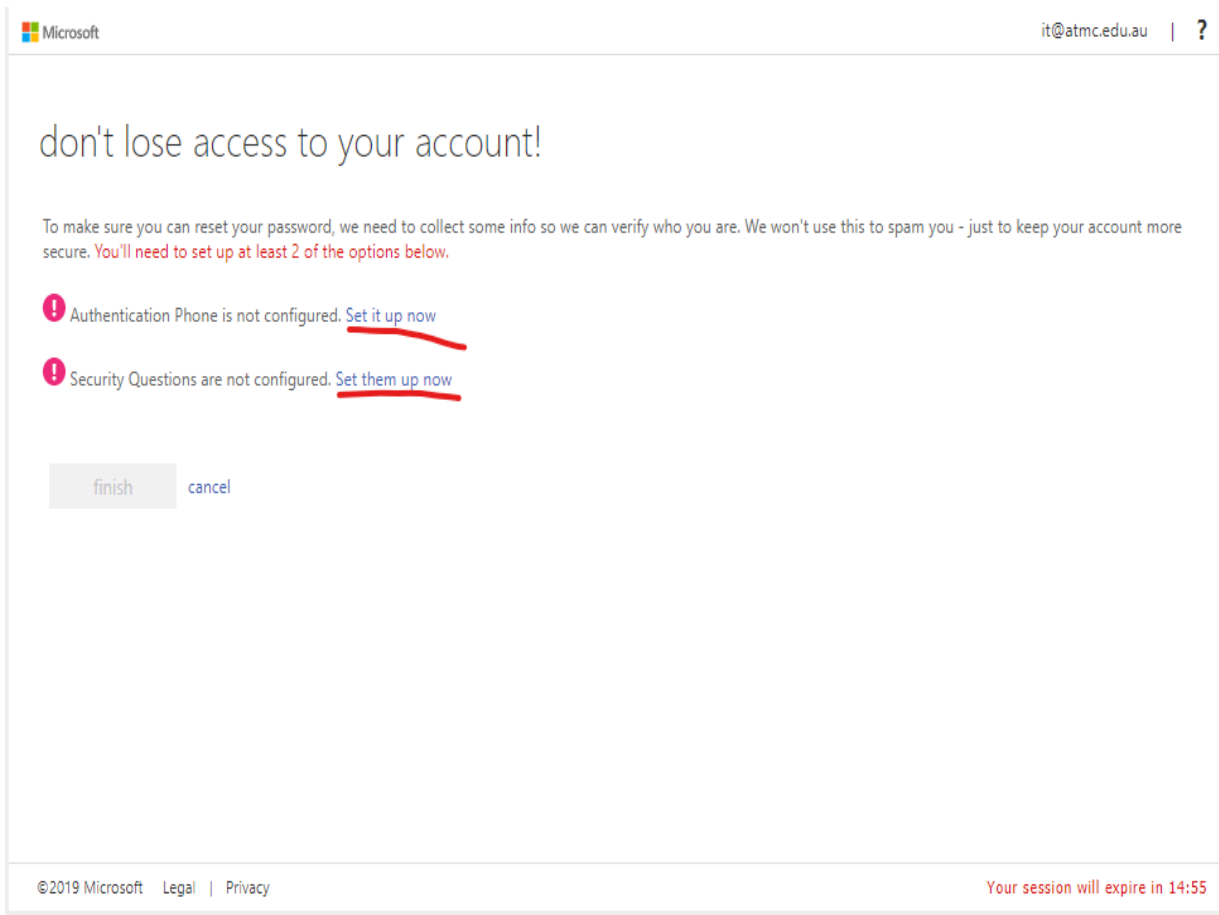 Microsoft
it@atmc.edu.au | ?
don't lose access to your account!
To make sure you can reset your password, we need to collect some info so we can verify who you are. We won't use this to spam you - just to keep your account more
secure. You'll need to set up at least 2 of the options below.
! Authentication Phone is not configured. Set it up now
! Security Questions are not configured. Set them up now
finish cancel
©2019 Microsoft Legal | Privacy
Your session will expire in 14:55